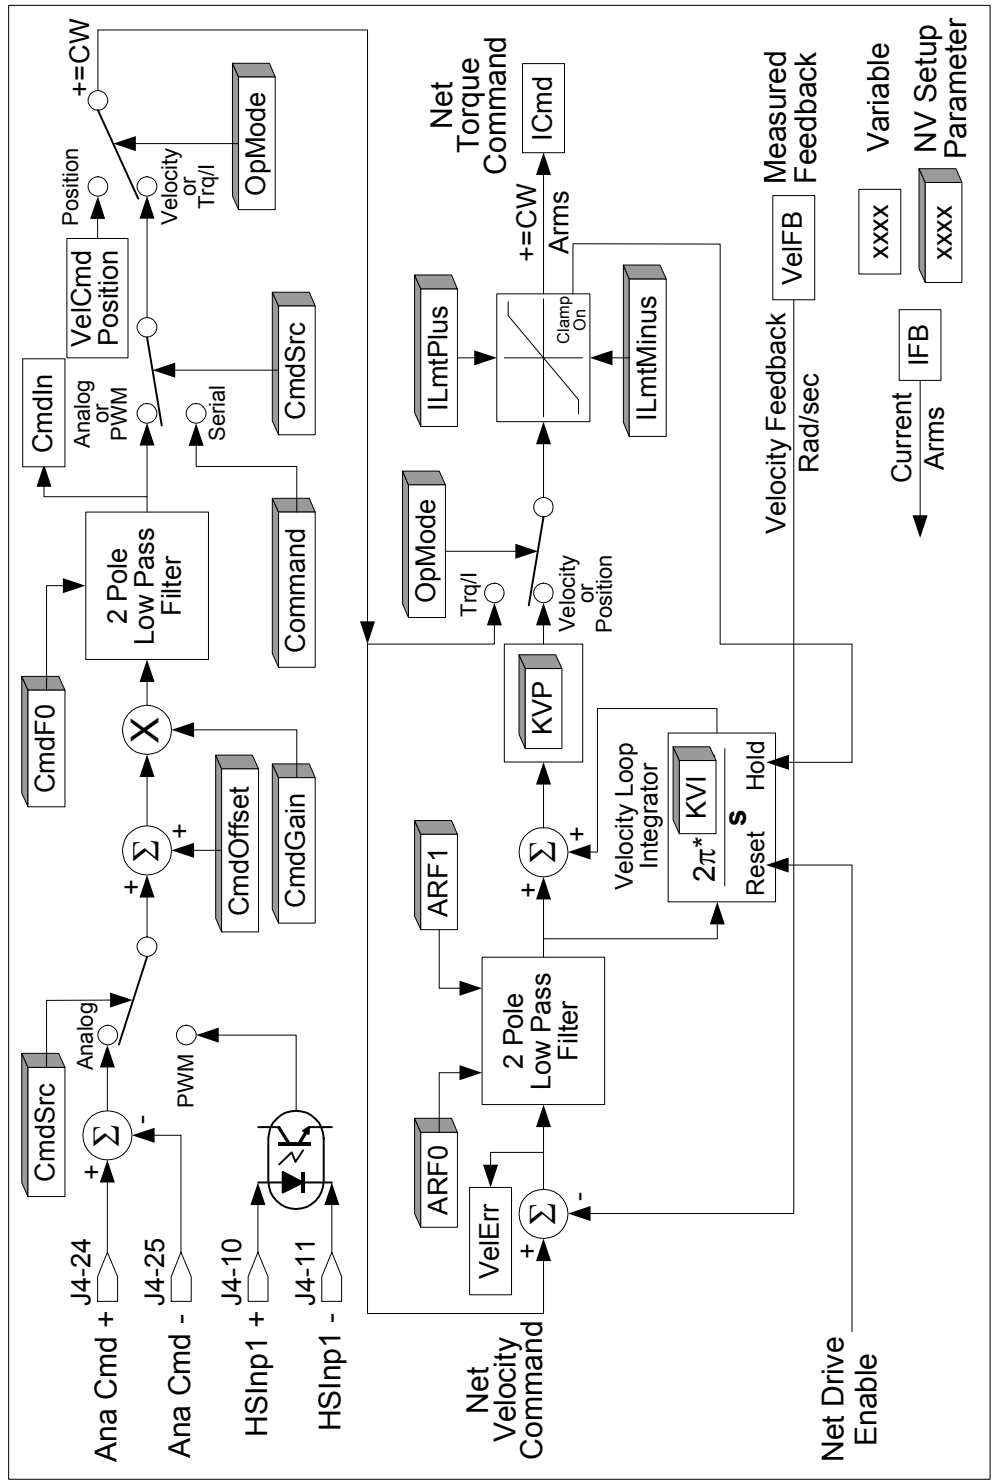 Ana Cmd +
J4-24
Ana Cmd -
J4-25
HSInp1 +
J4-10
HSInp1 -
J4-11
+
Σ
-
CmdSrc
Analog
PWM
+
Σ
+
CmdOffset
X
CmdGain
CmdF0
2 Pole
Low Pass
Filter
CmdIn
Analog
or
PWM
Serial
Command
CmdSrc
VelCmd
Position
Position
Velocity
or
Trq/I
OpMode
+=CW
Net
Velocity
Command
+
Σ
-
VelErr
ARF0
ARF1
2 Pole
Low Pass
Filter
+
Σ
+
Velocity Loop
Integrator
2π*
KVI
s
Reset
Hold
KVP
Trq/I
Velocity
or
Position
OpMode
ILmtPlus
Clamp
On
ILmtMinus
+=CW
Arms
ICmd
Net
Torque
Command
Net Drive
Enable
Velocity Feedback
Rad/sec
VelFB
Measured
Feedback
Current
Arms
IFB
xxxx
Variable
xxxx
NV Setup
Parameter